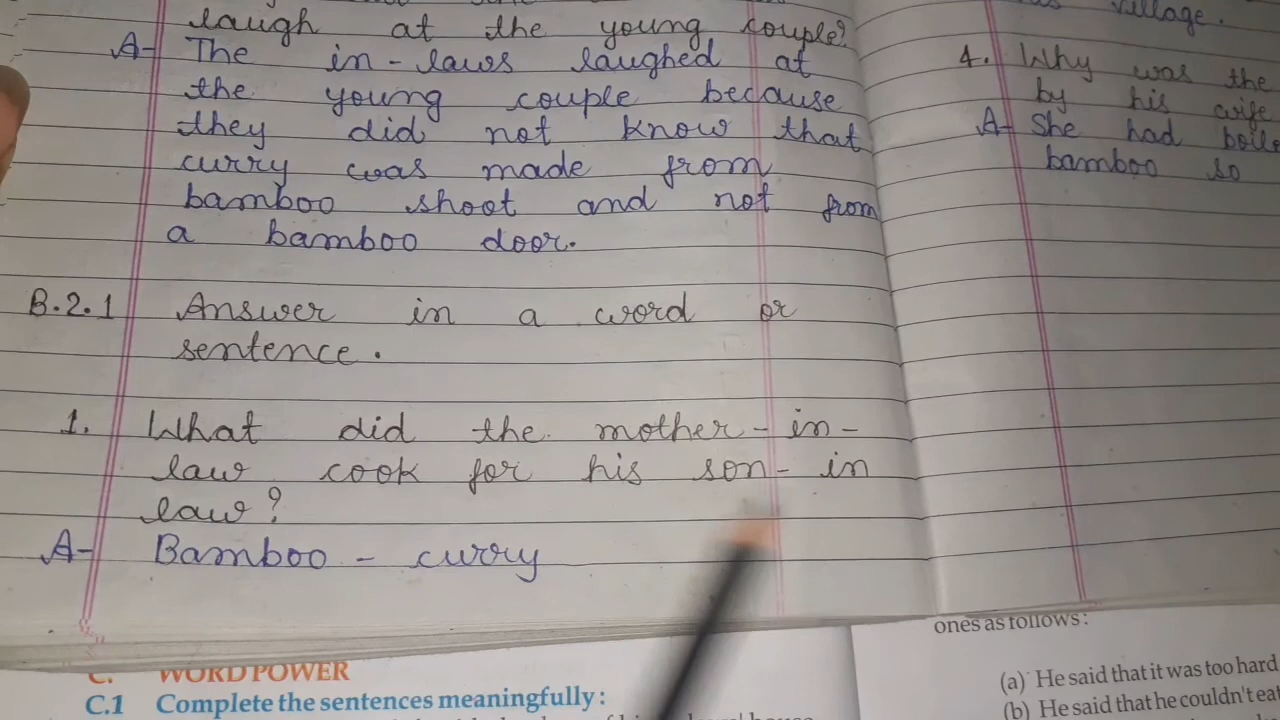 laugh at the young couple?
A- The in-laws laughed at
the young couple because
they did not know that
curry was made from
bamboo shoot and not from
a bamboo door.
B.2.1 Answer in a word or
sentence.
1. What did the mother-in-
law cook for his son-in
law?
A- Bamboo - curry
village.
4. Why was the
by his wife
A- She had
bamboo so
C. WORD POWER
C.1 Complete the sentences meaningfully:
ones as follows:
(a) He said that it was too hard
(b) He said that he couldn't eat